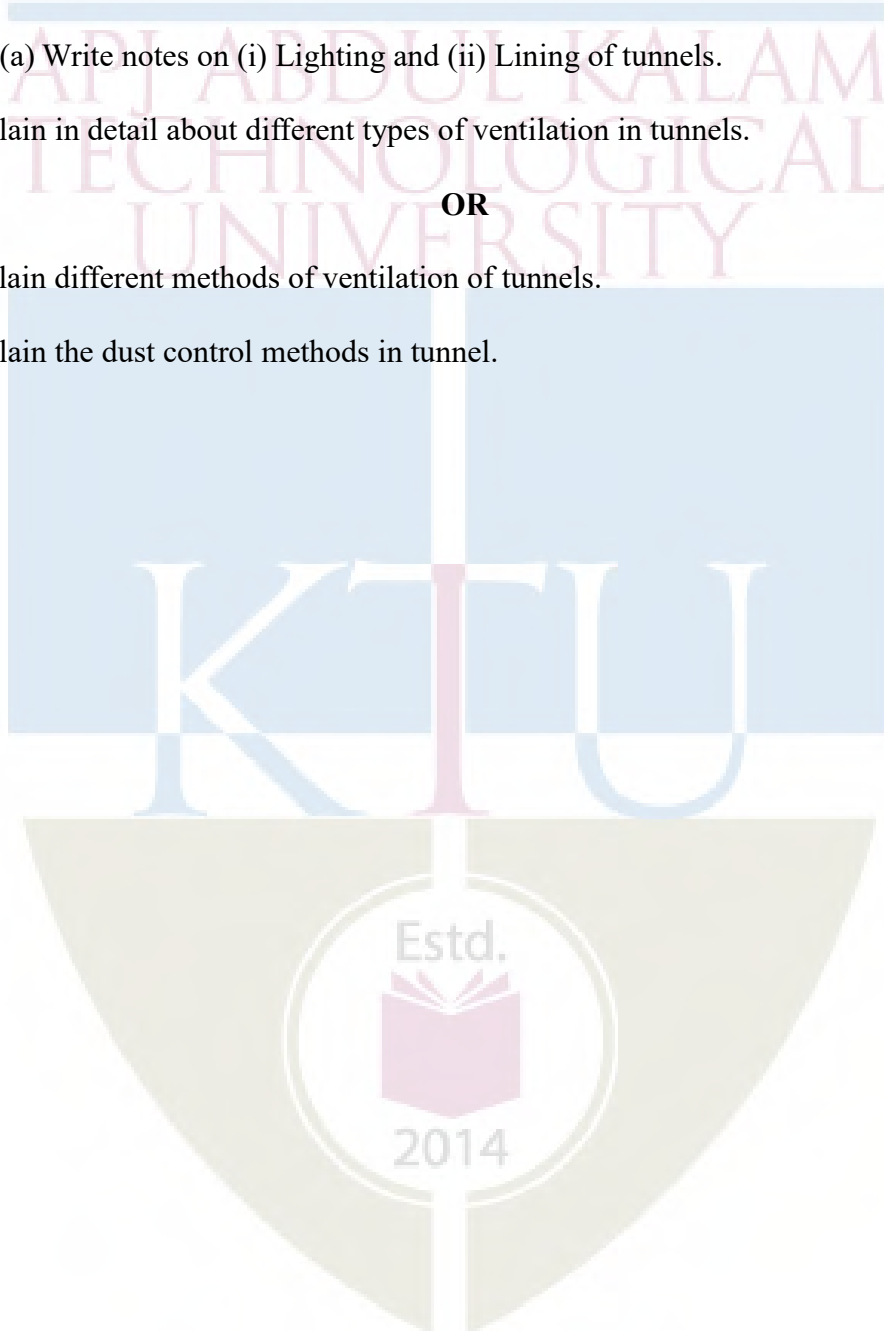 APJ ABDUL KALAM
(a) Write notes on (i) Lighting and (ii) Lining of tunnels.
TECHNOLOGICAL
lain in detail about different types of ventilation in tunnels.
UNIVERSITY
OR
lain different methods of ventilation of tunnels.
lain the dust control methods in tunnel.
KTU
Estd.
2014